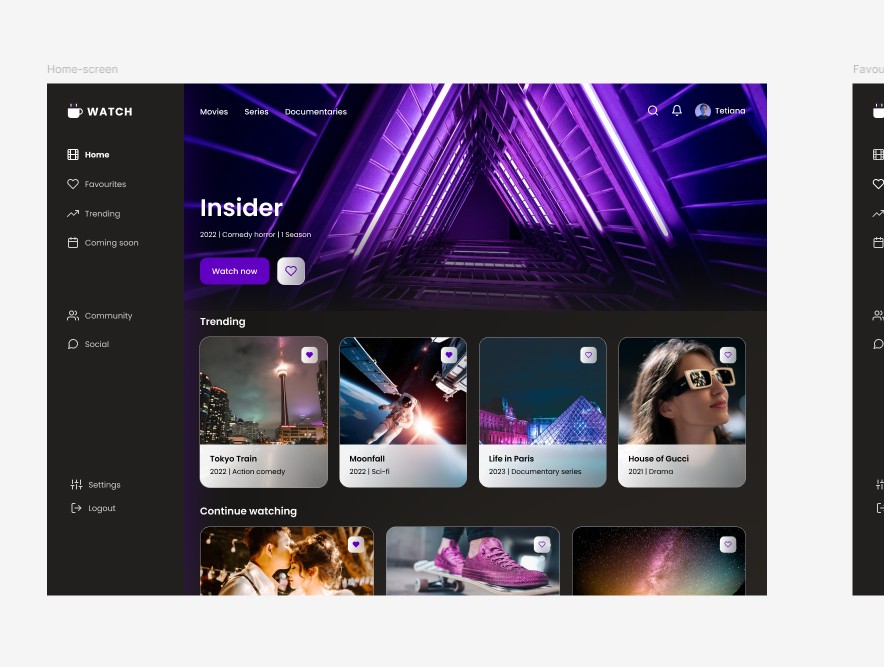 Home-screen
Favou
WATCH
Movies
Series
Documentaries
Tetiana
Home
Favourites
Trending
Coming soon
Community
Social
Settings
Logout
Insider
2022 | Comedy horror | 1 Season
Watch now
Trending
Tokyo Train
2022 | Action comedy
Moonfall
2022 | Sci-fi
Life in Paris
2023 | Documentary series
House of Gucci
2021 | Drama
Continue watching